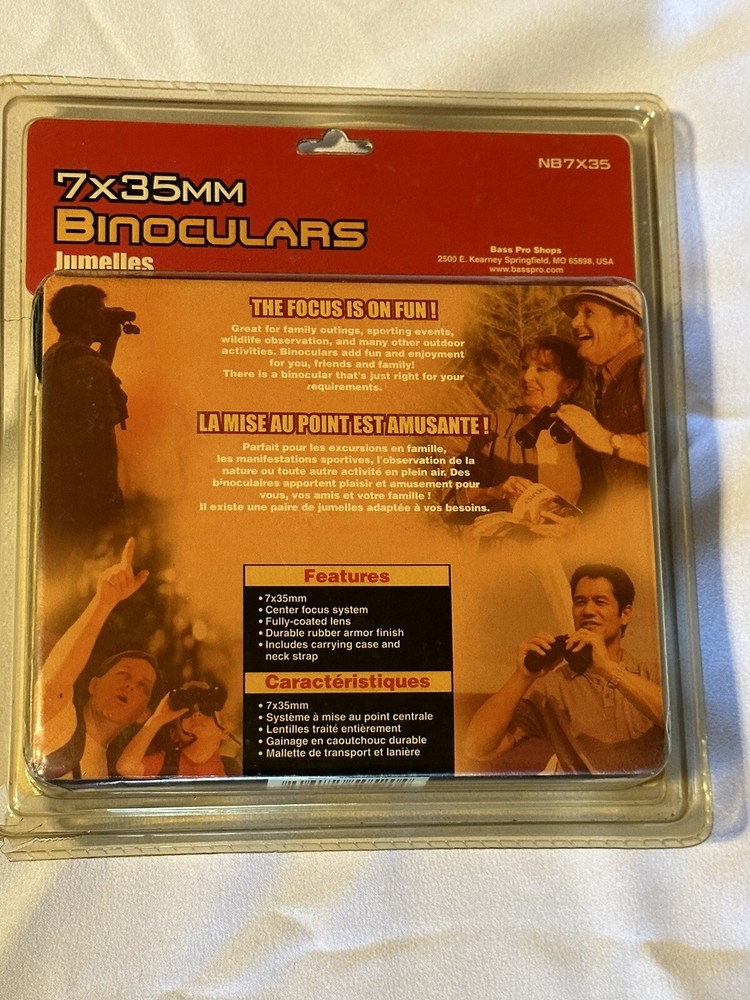 NB7X35
7x35MM
BINOCULARS
Jumelles
Bass Pro Shops
2500 E. Kearney Springfield, MO 65898, USA
www.basspro.com
THE FOCUS IS ON FUN !
Great for family outings, sporting events,
wildlife observation, and many other outdoor
activities. Binoculars add fun and enjoyment
for you, friends and family!
There is a binocular that's just right for your
requirements.
LA MISE AU POINT EST AMUSANTE !
Parfait pour les excursions en famille,
les manifestations sportives, l'observation de la
nature ou toute autre activité en plein air. Des
binoculaires apportent plaisir et amusement pour
vous, vos amis et votre famille !
Il existe une paire de jumelles adaptée à vos besoins.
Features
• 7x35mm
• Center focus system
• Fully-coated lens
• Durable rubber armor finish
• Includes carrying case and
neck strap
Caractéristiques
• 7x35mm
• Système à mise au point centrale
• Lentilles traité entièrement
• Gainage en caoutchouc durable
• Mallette de transport et lanière